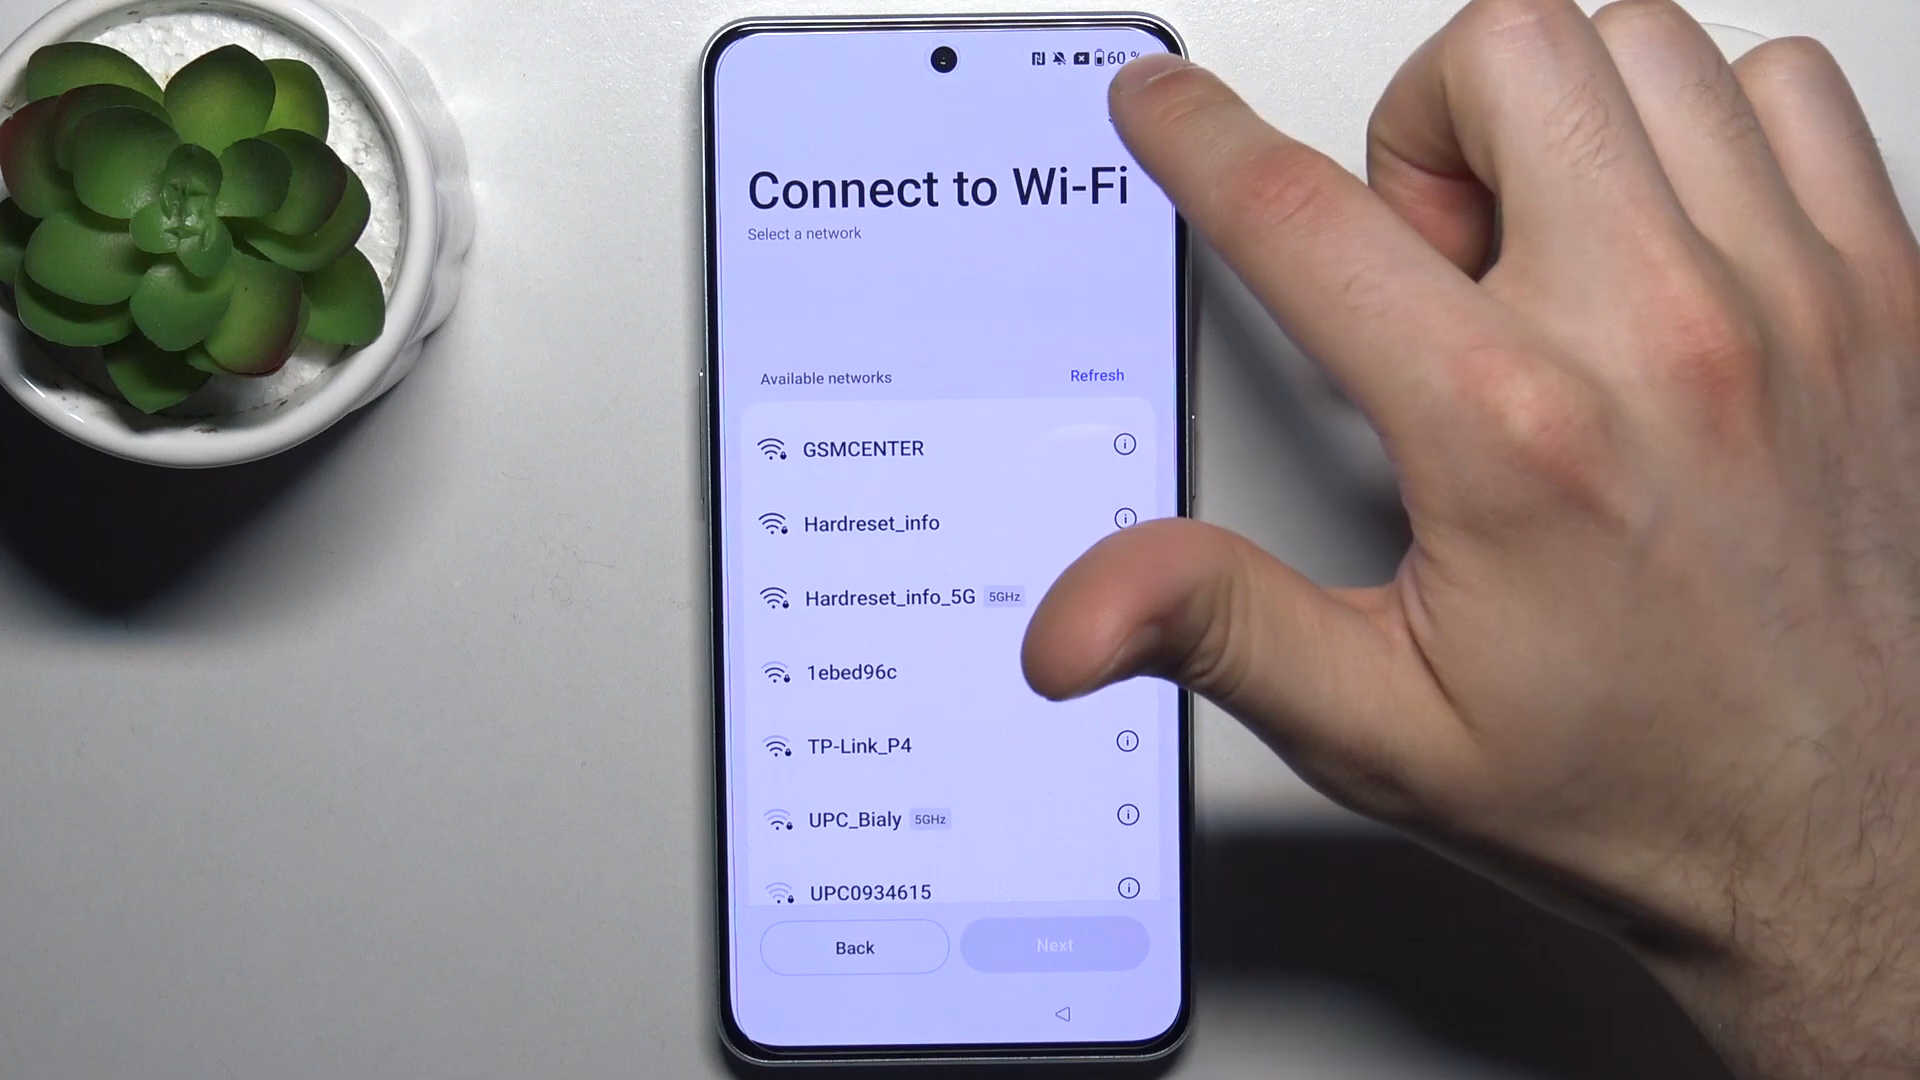 60 %
Connect to Wi-Fi
Select a network
Available networks Refresh
GSMCENTER
Hardreset_info
Hardreset_info_5G 5GHz
1ebed96c
TP-Link_P4
UPC_Bialy 5GHz
UPC0934615
Back Next